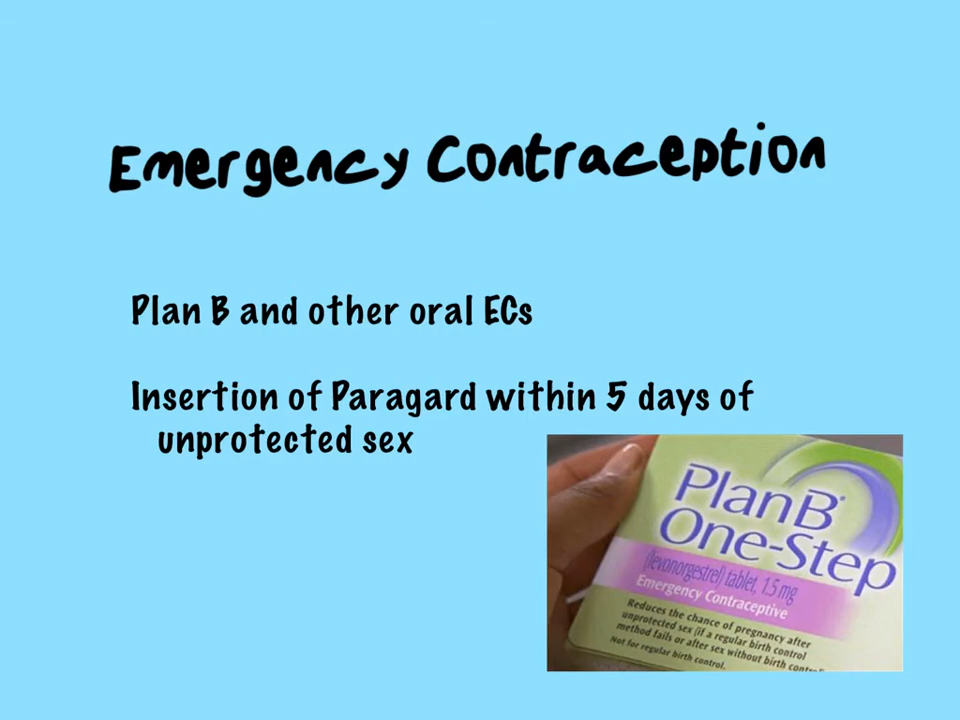 Emergency Contraception
Plan B and other oral ECs
Insertion of Paragard within 5 days of
unprotected sex
Plan B®
One-Step
(levonorgestrel) tablet, 1.5 mg
Emergency Contraceptive
Reduces the chance of pregnancy after
unprotected sex (if a regular birth control
method fails or after sex without birth control)
Not for regular birth control.